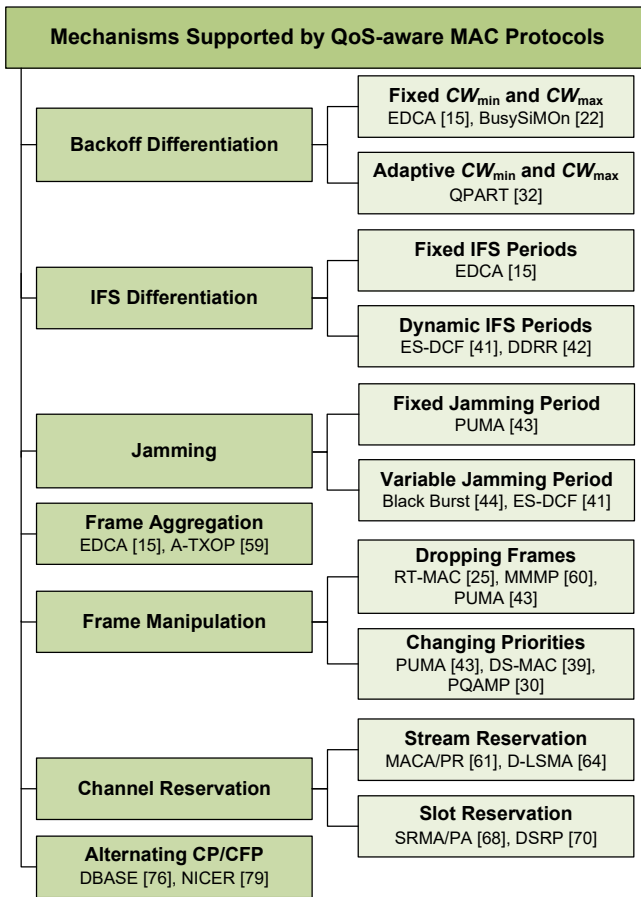 Mechanisms Supported by QoS-aware MAC Protocols
Backoff Differentiation
Fixed CWmin and CWmax
EDCA [15], BusySiMOn [22]
Adaptive CWmin and CWmax
QPART [32]
IFS Differentiation
Fixed IFS Periods
EDCA [15]
Dynamic IFS Periods
ES-DCF [41], DDRR [42]
Jamming
Fixed Jamming Period
PUMA [43]
Variable Jamming Period
Black Burst [44], ES-DCF [41]
Frame Aggregation
EDCA [15], A-TXOP [59]
Frame Manipulation
Dropping Frames
RT-MAC [25], MMMP [60],
PUMA [43]
Changing Priorities
PUMA [43], DS-MAC [39],
PQAMP [30]
Channel Reservation
Stream Reservation
MACA/PR [61], D-LSMA [64]
Slot Reservation
SRMA/PA [68], DSRP [70]
Alternating CP/CFP
DBASE [76], NICER [79]